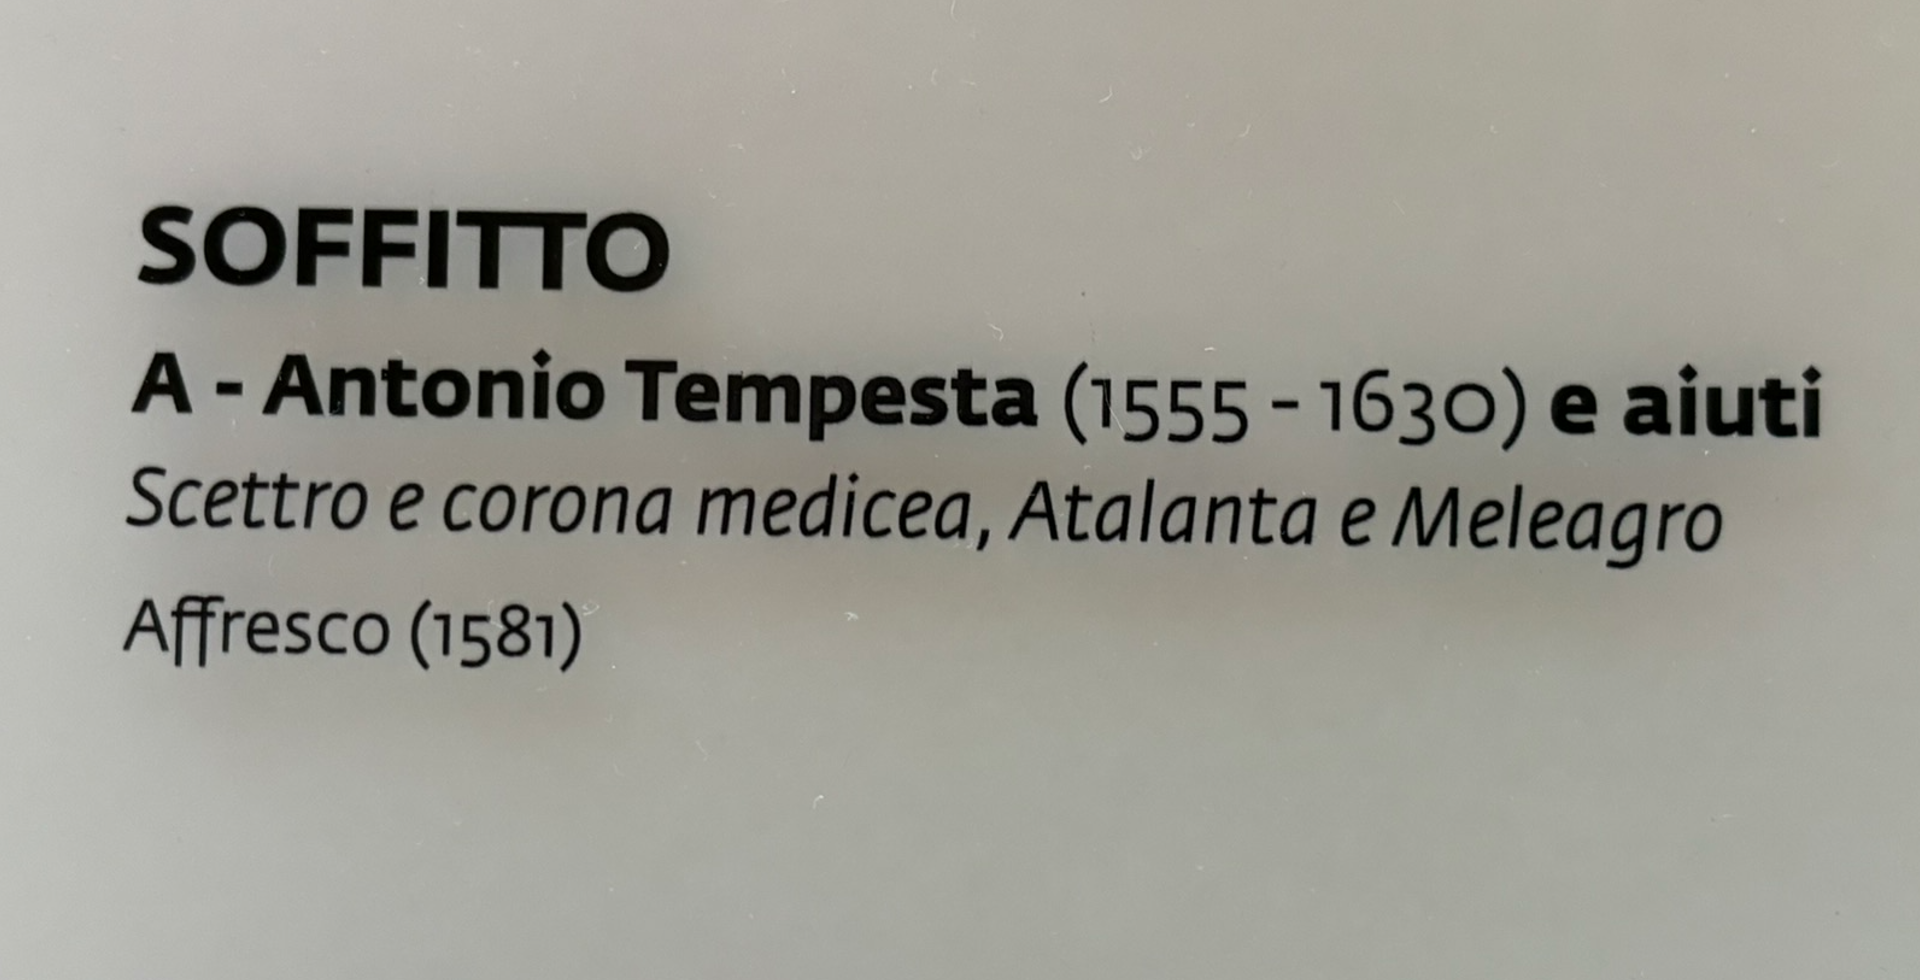 SOFFITTO
A - Antonio Tempesta (1555 - 1630) e aiuti
Scettro e corona medicea, Atalanta e Meleagro
Affresco (1581)